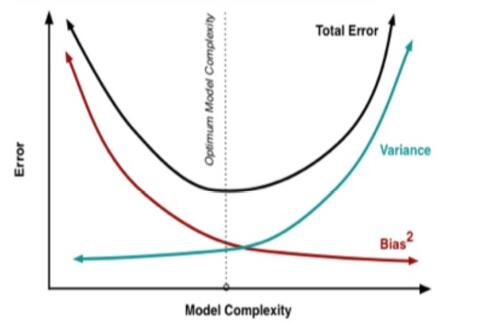 Total Error
Optimum Model Complexity
Variance
Error
Bias²
Model Complexity